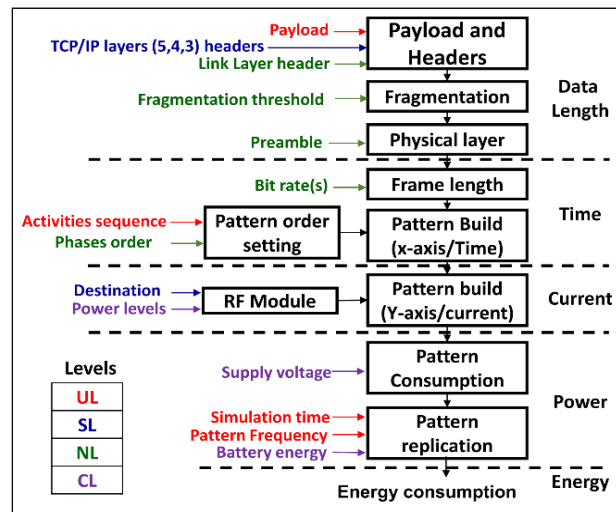 Payload
TCP/IP layers (5,4,3) headers
Link Layer header
Payload and
Headers
Fragmentation threshold
Fragmentation
Data
Length
Preamble
Physical layer
Bit rate(s)
Frame length
Activities sequence
Phases order
Pattern order
setting
Pattern Build
(x-axis/Time)
Time
Destination
Power levels
RF Module
Pattern build
(Y-axis/current)
Current
Supply voltage
Pattern
Consumption
Power
Simulation time
Pattern Frequency
Battery energy
Pattern
replication
Levels
UL
SL
NL
CL
Energy consumption
Energy